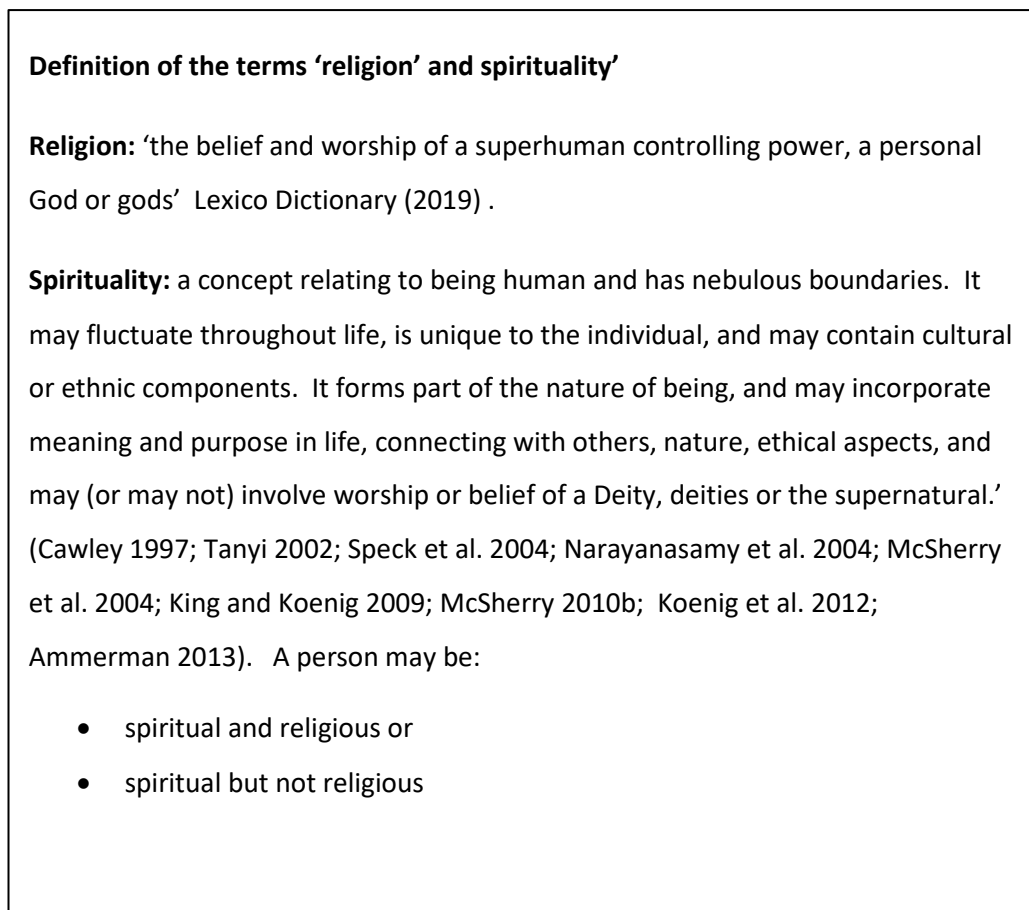 Definition of the terms ‘religion’ and spirituality’
Religion: ‘the belief and worship of a superhuman controlling power, a personal
God or gods’  Lexico Dictionary (2019) .
Spirituality: a concept relating to being human and has nebulous boundaries.  It
may fluctuate throughout life, is unique to the individual, and may contain cultural
or ethnic components.  It forms part of the nature of being, and may incorporate
meaning and purpose in life, connecting with others, nature, ethical aspects, and
may (or may not) involve worship or belief of a Deity, deities or the supernatural.’
(Cawley 1997; Tanyi 2002; Speck et al. 2004; Narayanasamy et al. 2004; McSherry
et al. 2004; King and Koenig 2009; McSherry 2010b;  Koenig et al. 2012;
Ammerman 2013).   A person may be:
• spiritual and religious or
• spiritual but not religious